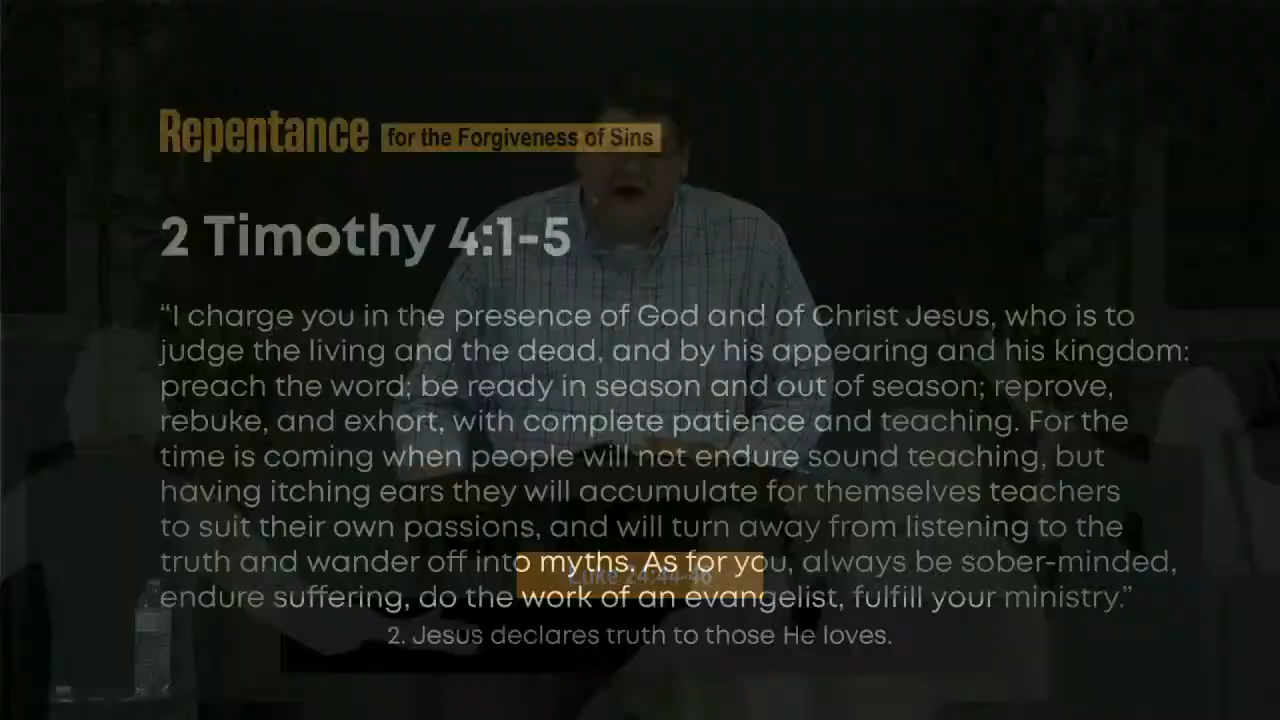 Repentance for the Forgiveness of Sins
2 Timothy 4:1-5
“I charge you in the presence of God and of Christ Jesus, who is to
judge the living and the dead, and by his appearing and his kingdom:
preach the word; be ready in season and out of season; reprove,
rebuke, and exhort, with complete patience and teaching. For the
time is coming when people will not endure sound teaching, but
having itching ears they will accumulate for themselves teachers
to suit their own passions, and will turn away from listening to the
truth and wander off into myths. As for you, always be sober-minded,
Luke 24:44-48
endure suffering, do the work of an evangelist, fulfill your ministry.”
2. Jesus declares truth to those He loves.